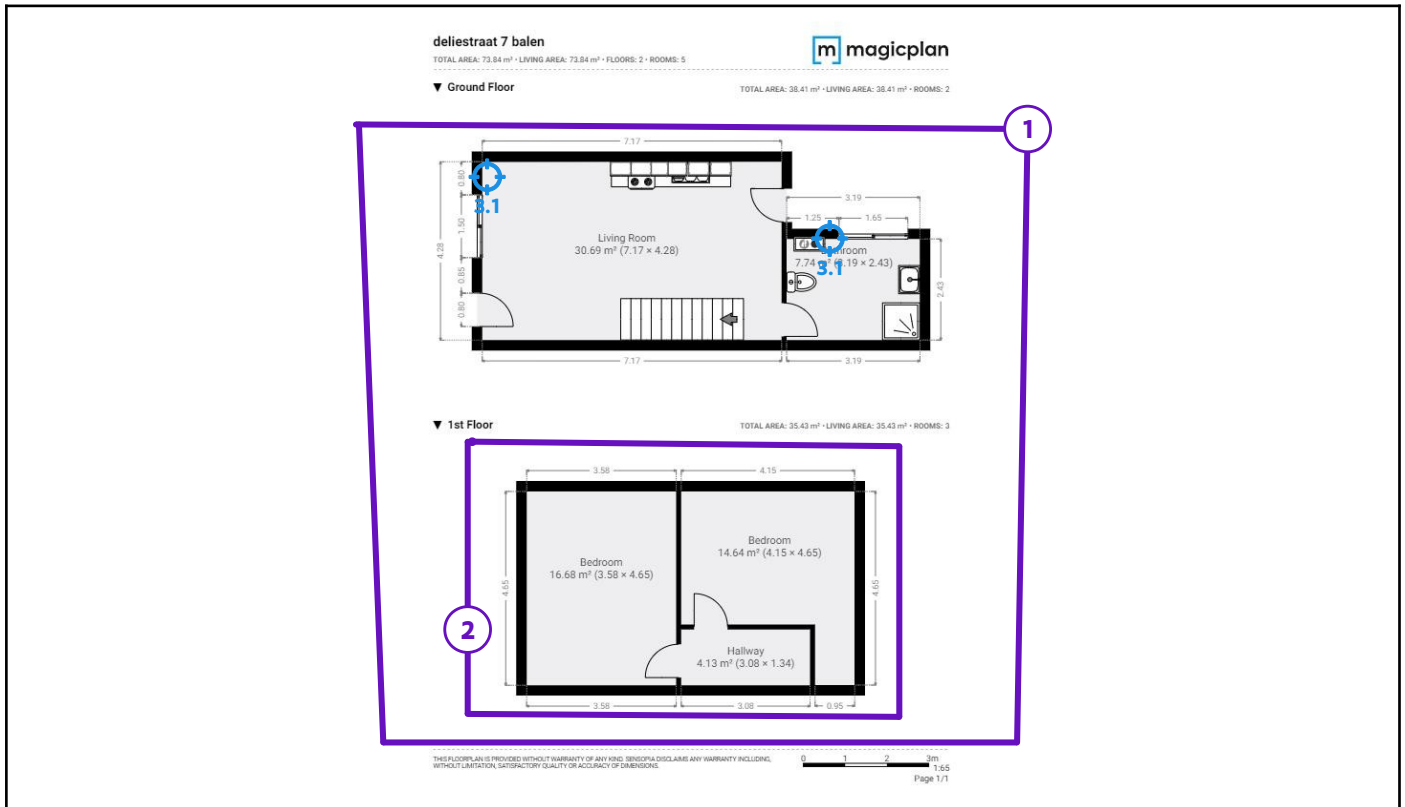 deliestraat 7 balen
TOTAL AREA: 73.84 m² • LIVING AREA: 73.84 m² • FLOORS: 2 • ROOMS: 5
m magicplan
▼ Ground Floor
TOTAL AREA: 38.41 m² • LIVING AREA: 38.41 m² • ROOMS: 2
1
7.17
0.80
3.1
1.50
4.28
0.85
0.80
Living Room
30.69 m² (7.17 × 4.28)
3.19
1.25
1.65
7.74 m² (3.19 × 2.43)
3.1
2.43
7.17
3.19
▼ 1st Floor
TOTAL AREA: 35.43 m² • LIVING AREA: 35.43 m² • ROOMS: 3
3.58
4.15
4.65
Bedroom
16.68 m² (3.58 × 4.65)
Bedroom
14.64 m² (4.15 × 4.65)
4.65
2
Hallway
4.13 m² (3.08 × 1.34)
3.58
3.08
0.95
THIS FLOORPLAN IS PROVIDED WITHOUT WARRANTY OF ANY KIND. SENSOPIA DISCLAIMS ANY WARRANTY INCLUDING,
WITHOUT LIMITATION, SATISFACTORY QUALITY OR ACCURACY OF DIMENSIONS.
0 1 2 3m
1:65
Page 1/1